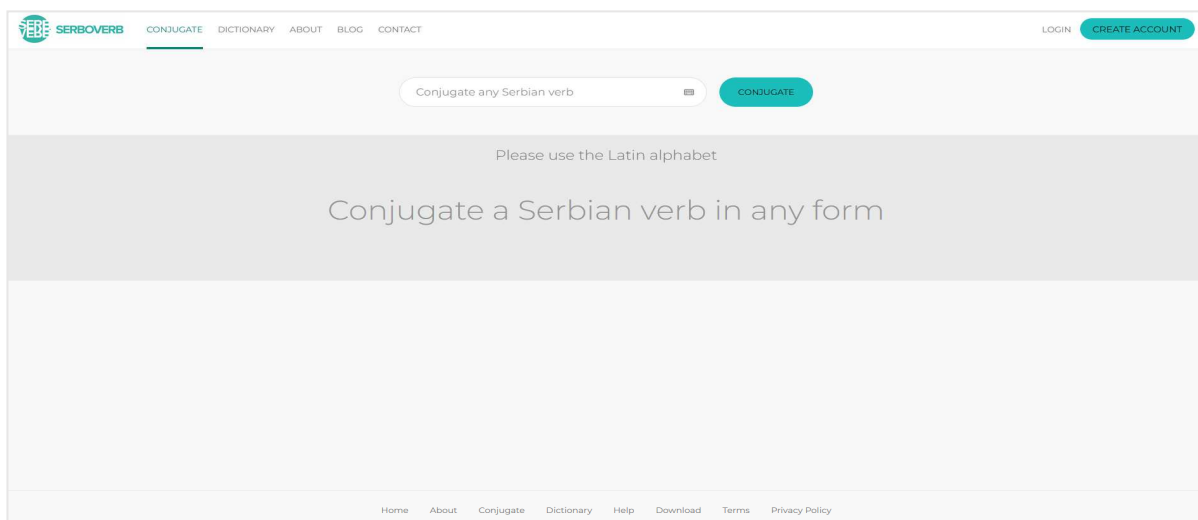 SERBOVERB CONJUGATE DICTIONARY ABOUT BLOG CONTACT LOGIN CREATE ACCOUNT
Conjugate any Serbian verb CONJUGATE
Please use the Latin alphabet
Conjugate a Serbian verb in any form
Home About Conjugate Dictionary Help Download Terms Privacy Policy